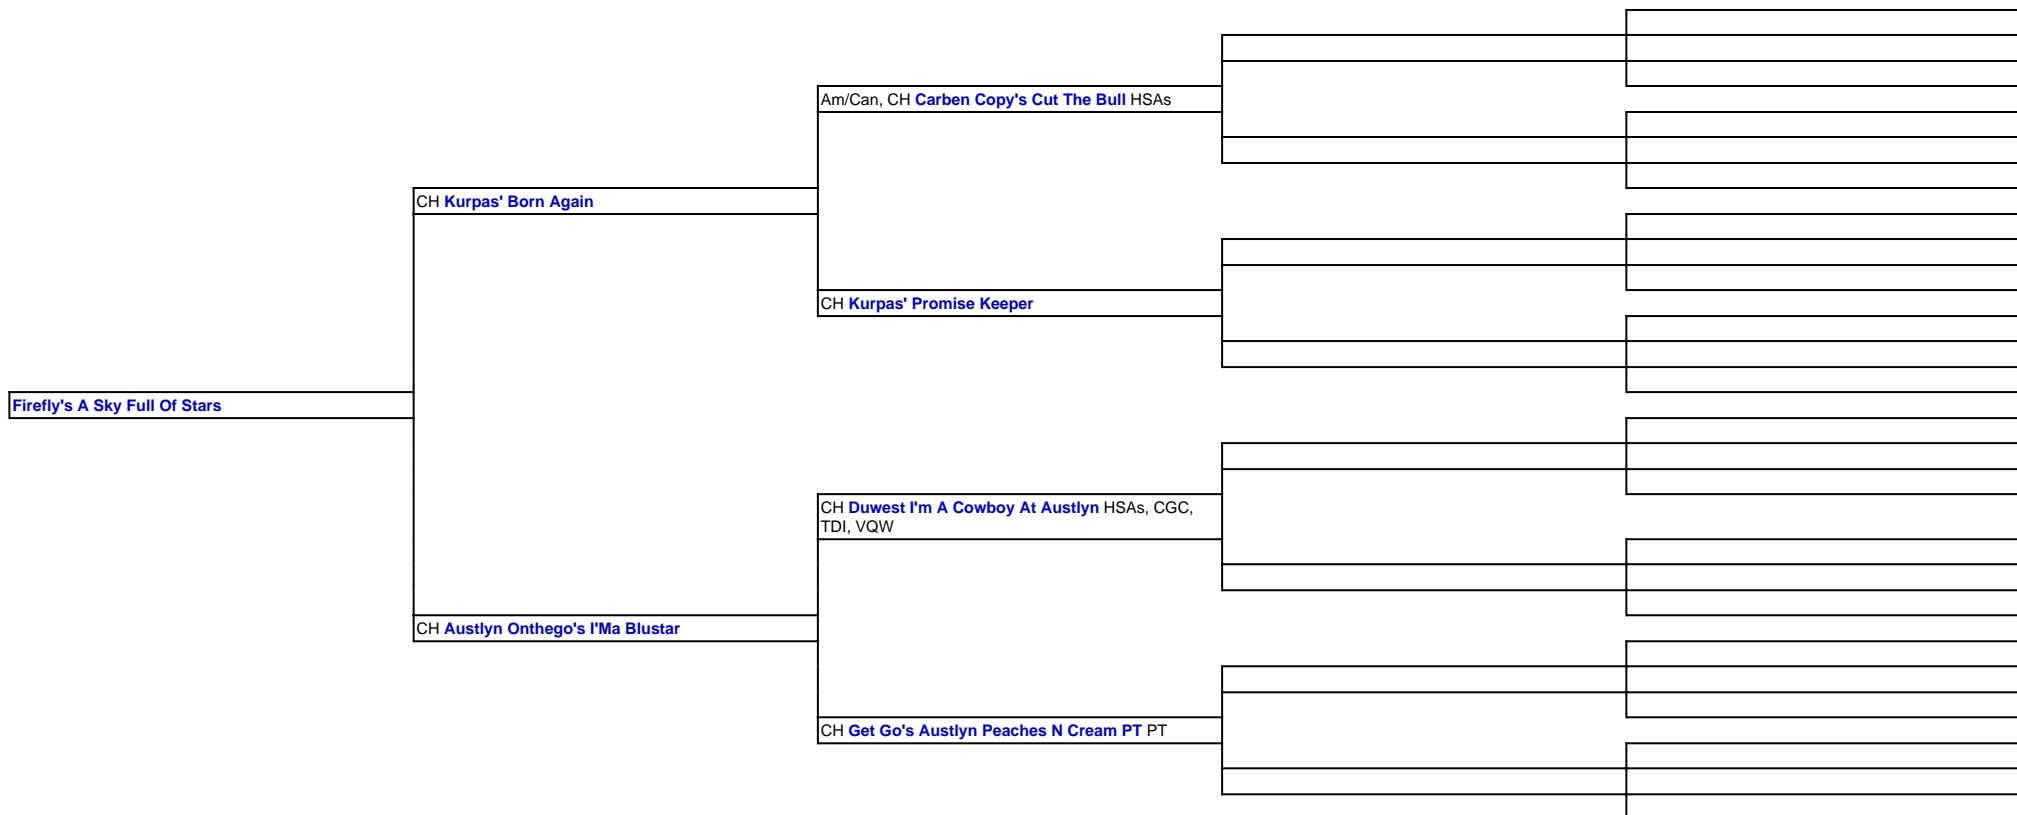 Am/Can, CH Carben Copy's Cut The Bull HSAs
CH Kurpas' Born Again
CH Kurpas' Promise Keeper
Firefly's A Sky Full Of Stars
CH Duwest I'm A Cowboy At Austlyn HSAs, CGC,
TDI, VQW
CH Austlyn Onthego's I'Ma Blustar
CH Get Go's Austlyn Peaches N Cream PT PT